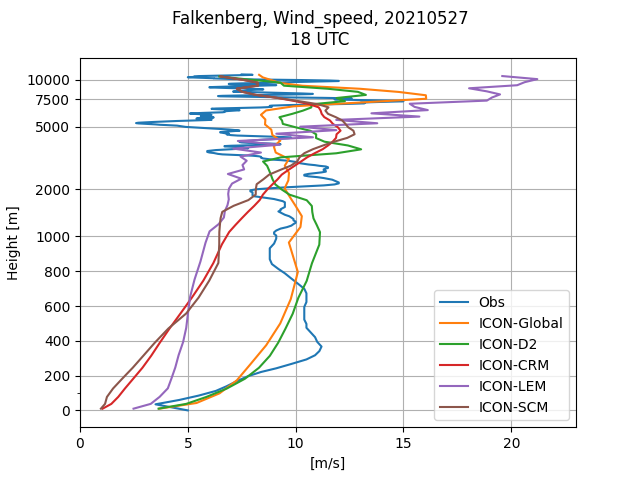 Falkenberg, Wind_speed, 20210527
18 UTC
10000
7500
5000
2000
1000
800
600
400
200
0
Height [m]
0 5 10 15 20
[m/s]
Obs
ICON-Global
ICON-D2
ICON-CRM
ICON-LEM
ICON-SCM